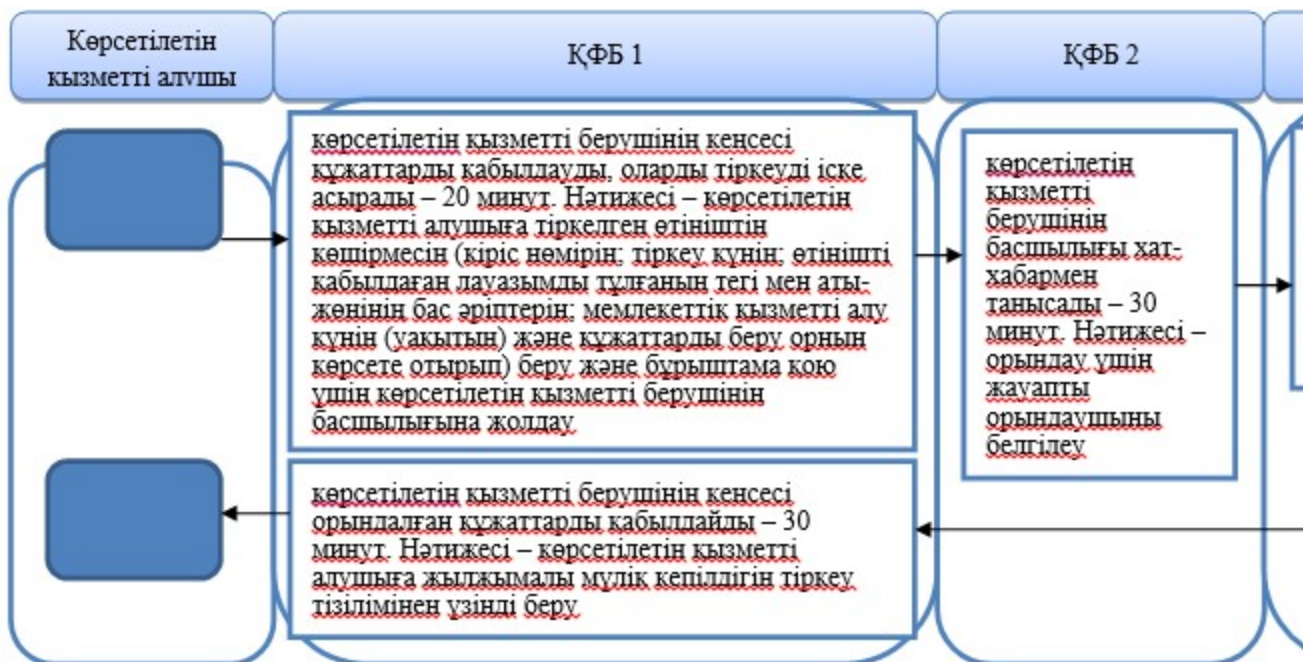 Көрсетілетін
қызметті алушы
ҚФБ 1
ҚФБ 2
көрсетілетін қызметті берушінің кеңсесі
құжаттарды қабылдауды, оларды тіркеуді іске
асырады – 20 минут. Нәтижесі – көрсетілетін
қызметті алушыға тіркелген өтініштің
көшірмесін (кіріс нөмірін; тіркеу күнін; өтінішті
қабылдаған лауазымды тұлғаның тегі мен аты-
жөнінің бас әріптерін; мемлекеттік қызметті алу
күнін (уақытын) және құжаттарды беру орнын
көрсете отырып) беру және бұрыштама қою
үшін көрсетілетін қызметті берушінің
басшылығына жолдау
көрсетілетін
қызметті
берушінің
басшылығы хат-
хабармен
танысады – 30
минут. Нәтижесі –
орындау үшін
жауапты
орындаушыны
белгілеу
көрсетілетін қызметті берушінің кеңсесі
орындалған құжаттарды қабылдайды – 30
минут. Нәтижесі – көрсетілетін қызметті
алушыға жылжымалы мүлік кепілдігін тіркеу
тізілімінен үзінді беру